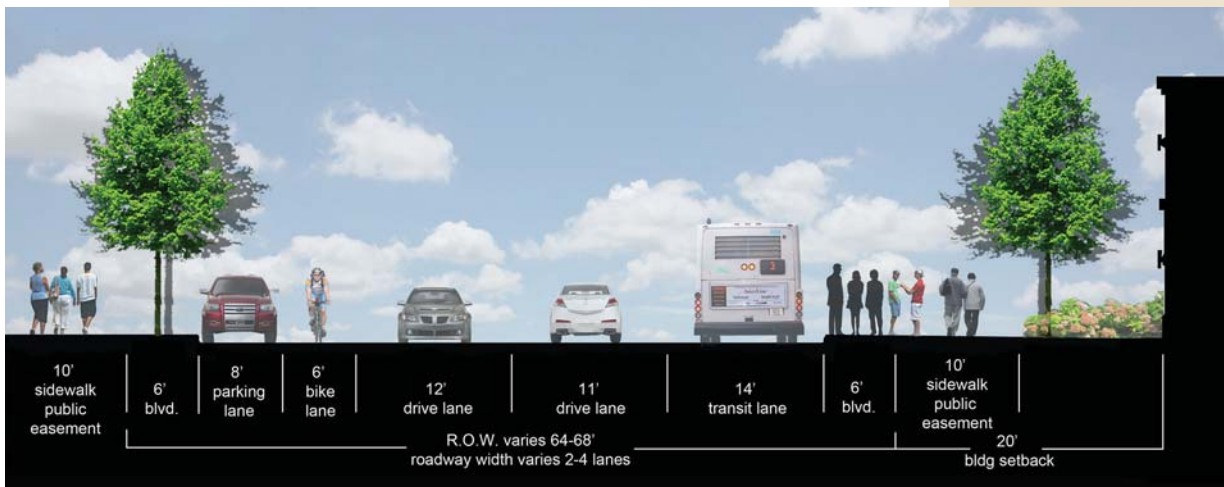 10'
sidewalk
public
easement
6'
blvd.
8'
parking
lane
6'
bike
lane
12'
drive lane
11'
drive lane
14'
transit lane
6'
blvd.
10'
sidewalk
public
easement
R.O.W. varies 64-68'
roadway width varies 2-4 lanes
20'
bldg setback
3